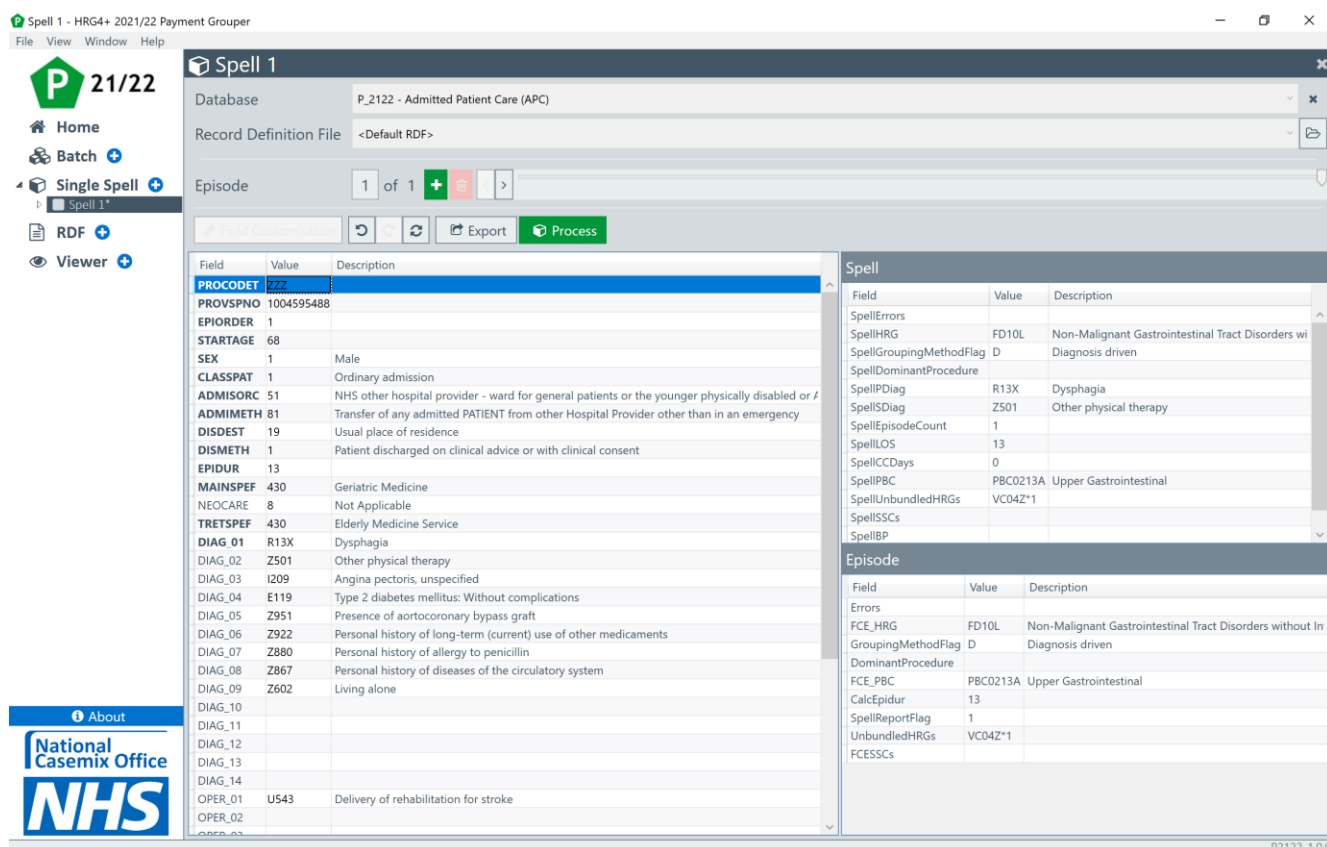 Spell 1 - HRG4+ 2021/22 Payment Grouper
File View Window Help
P 21/22
Home
Batch
Single Spell
Spell 1*
RDF
Viewer
About
National
Casemix Office
NHS
Spell 1
Database P_2122 - Admitted Patient Care (APC)
Record Definition File <Default RDF>
Episode 1 of 1
Field Customisation Export Process
Field Value Description
PROCODET ZZZ
PROVSPNO 1004595488
EPIORDER 1
STARTAGE 68
SEX 1 Male
CLASSPAT 1 Ordinary admission
ADMISORC 51 NHS other hospital provider - ward for general patients or the younger physically disabled or A
ADMIMETH 81 Transfer of any admitted PATIENT from other Hospital Provider other than in an emergency
DISDEST 19 Usual place of residence
DISMETH 1 Patient discharged on clinical advice or with clinical consent
EPIDUR 13
MAINSPEF 430 Geriatric Medicine
NEOCARE 8 Not Applicable
TRETSPEF 430 Elderly Medicine Service
DIAG_01 R13X Dysphagia
DIAG_02 Z501 Other physical therapy
DIAG_03 I209 Angina pectoris, unspecified
DIAG_04 E119 Type 2 diabetes mellitus: Without complications
DIAG_05 Z951 Presence of aortocoronary bypass graft
DIAG_06 Z922 Personal history of long-term (current) use of other medicaments
DIAG_07 Z880 Personal history of allergy to penicillin
DIAG_08 Z867 Personal history of diseases of the circulatory system
DIAG_09 Z602 Living alone
DIAG_10
DIAG_11
DIAG_12
DIAG_13
DIAG_14
OPER_01 U543 Delivery of rehabilitation for stroke
OPER_02
Spell
Field Value Description
SpellErrors
SpellHRG FD10L Non-Malignant Gastrointestinal Tract Disorders wi
SpellGroupingMethodFlag D Diagnosis driven
SpellDominantProcedure
SpellPDiag R13X Dysphagia
SpellSDiag Z501 Other physical therapy
SpellEpisodeCount 1
SpellLOS 13
SpellCCDays 0
SpellPBC PBC0213A Upper Gastrointestinal
SpellUnbundledHRGs VC04Z*1
SpellSSCs
SpellBP
Episode
Field Value Description
Errors
FCE_HRG FD10L Non-Malignant Gastrointestinal Tract Disorders without In
GroupingMethodFlag D Diagnosis driven
DominantProcedure
FCE_PBC PBC0213A Upper Gastrointestinal
CalcEpidur 13
SpellReportFlag 1
UnbundledHRGs VC04Z*1
FCESSCs